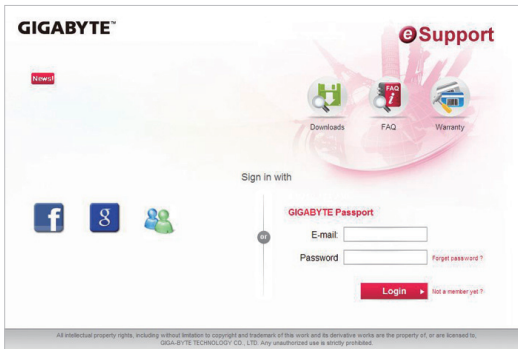 GIGABYTE™
eSupport
News!
FAQ
Downloads
FAQ
Warranty
Sign in with
GIGABYTE Passport
f
g
or
E-mail:
Password
Forget password ?
Login
Not a member yet ?
All intellectual property rights, including without limitation to copyright and trademark of this work and its derivative works are the property of, or are licensed to,
GIGA-BYTE TECHNOLOGY CO., LTD. Any unauthorized use is strictly prohibited.